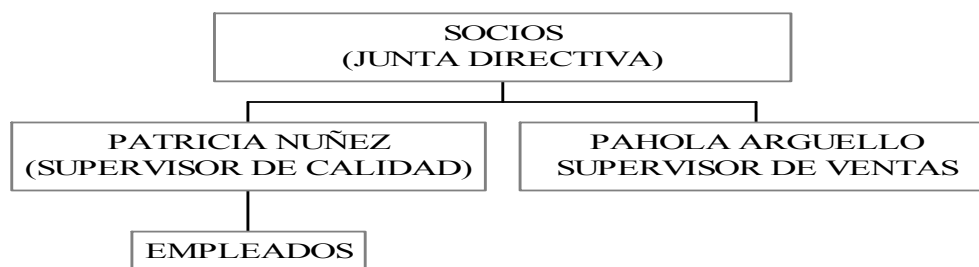 SOCIOS
(JUNTA DIRECTIVA)
PATRICIA NUÑEZ
(SUPERVISOR DE CALIDAD)
PAHOLA ARGUELLO
SUPERVISOR DE VENTAS
EMPLEADOS